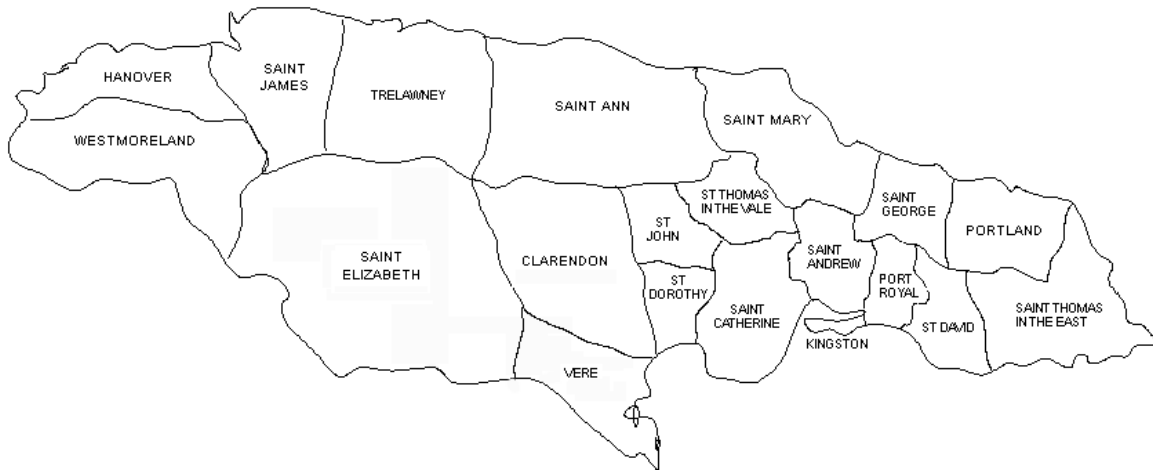 HANOVER
SAINT
JAMES
TRELAWNEY
SAINT ANN
SAINT MARY
WESTMORELAND
ST THOMAS
IN THE VALE
SAINT
GEORGE
PORTLAND
ST
JOHN
SAINT
ANDREW
SAINT
ELIZABETH
CLARENDON
ST
DOROTHY
PORT
ROYAL
SAINT
CATHERINE
SAINT THOMAS
IN THE EAST
ST DAVID
KINGSTON
VERE